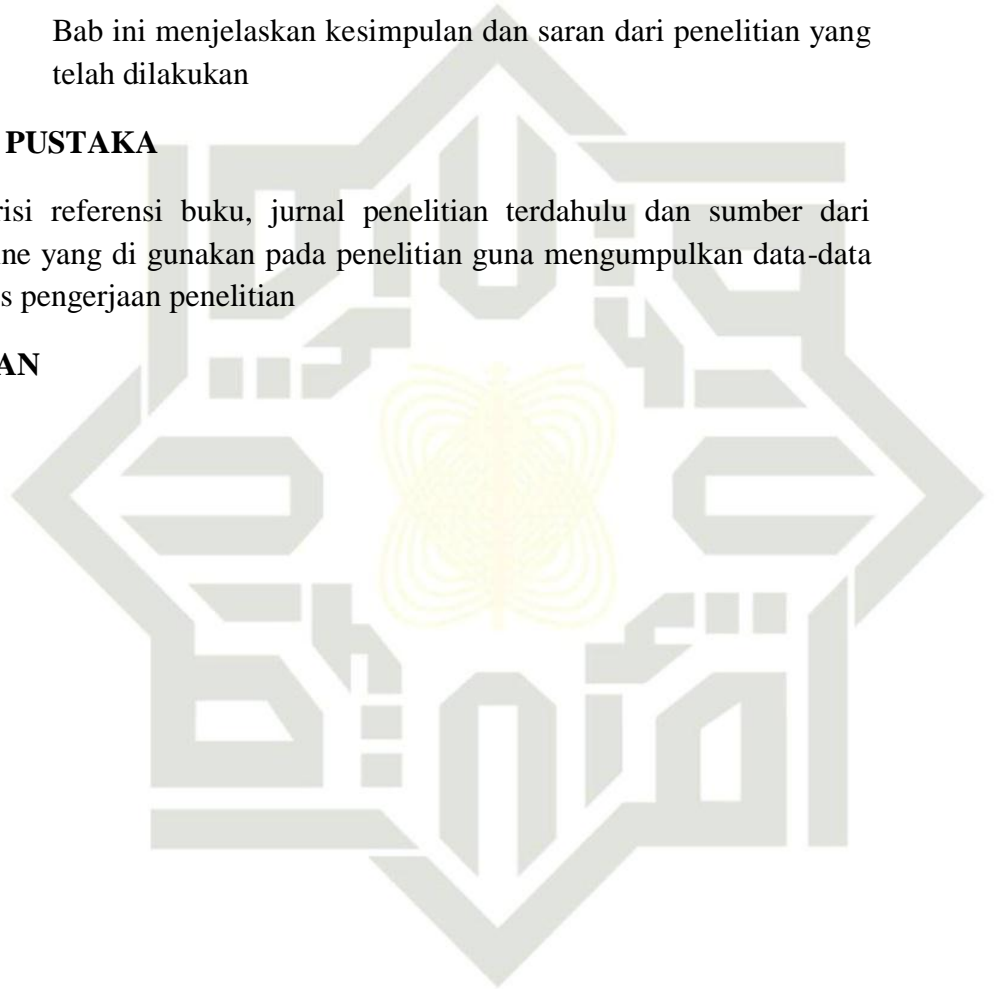 Bab ini menjelaskan kesimpulan dan saran dari penelitian yang
telah dilakukan
PUSTAKA
risi referensi buku, jurnal penelitian terdahulu dan sumber dari
ne yang di gunakan pada penelitian guna mengumpulkan data-data
s pengerjaan penelitian
AN